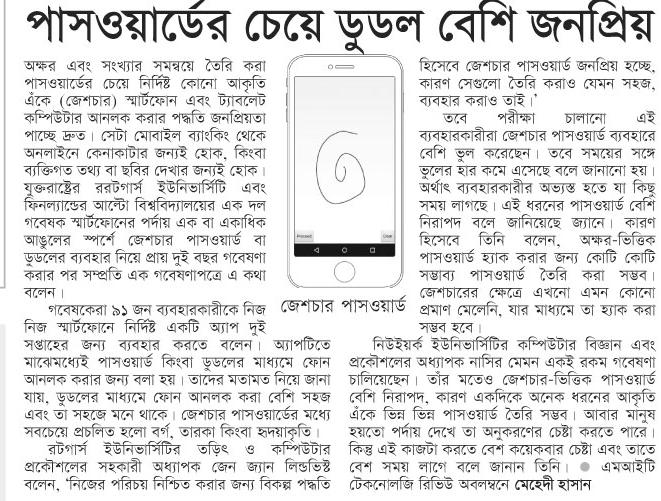 পাসওয়ার্ডের চেয়ে ডুডল বেশি জনপ্রিয়
অক্ষর এবং সংখ্যার সমন্বয়ে তৈরি করা
পাসওয়ার্ডের চেয়ে নির্দিষ্ট কোনো আকৃতি
এঁকে (জেশচার) স্মার্টফোন এবং ট্যাবলেট
কম্পিউটার আনলক করার পদ্ধতি জনপ্রিয়তা
পাচ্ছে দ্রুত। সেটা মোবাইল ব্যাংকিং থেকে
অনলাইনে কেনাকাটার জন্যই হোক, কিংবা
ব্যক্তিগত তথ্য বা ছবির দেখার জন্যই হোক।
যুক্তরাষ্ট্রের ররটগার্স ইউনিভার্সিটি এবং
ফিনল্যান্ডের আল্টো বিশ্ববিদ্যালয়ের এক দল
গবেষক স্মার্টফোনের পর্দায় এক বা একাধিক
আঙুলের স্পর্শে জেশচার পাসওয়ার্ড বা
ডুডলের ব্যবহার নিয়ে প্রায় দুই বছর গবেষণা
করার পর সম্প্রতি এক গবেষণাপত্রে এ কথা
বলেন।
গবেষকেরা ৯১ জন ব্যবহারকারীকে নিজ
নিজ স্মার্টফোনে নির্দিষ্ট একটি অ্যাপ দুই
সপ্তাহের জন্য ব্যবহার করতে বলেন। অ্যাপটিতে
মাঝেমধ্যেই পাসওয়ার্ড কিংবা ডুডলের মাধ্যমে ফোন
আনলক করার জন্য বলা হয়। তাদের মতামত নিয়ে জানা
যায়, ডুডলের মাধ্যমে ফোন আনলক করা বেশি সহজ
এবং তা সহজে মনে থাকে। জেশচার পাসওয়ার্ডের মধ্যে
সবচেয়ে প্রচলিত হলো বর্গ, তারকা কিংবা হৃদয়াকৃতি।
রটগার্স ইউনিভার্সিটির তড়িৎ ও কম্পিউটার
প্রকৌশলের সহকারী অধ্যাপক জেন জ্যান লিন্ডভিস্ট
বলেন, ‘নিজের পরিচয় নিশ্চিত করার জন্য বিকল্প পদ্ধতি
Proceed
Clear
জেশচার পাসওয়ার্ড
হিসেবে জেশচার পাসওয়ার্ড জনপ্রিয় হচ্ছে,
কারণ সেগুলো তৈরি করাও যেমন সহজ,
ব্যবহার করাও তাই।’
তবে পরীক্ষা চালানো এই
ব্যবহারকারীরা জেশচার পাসওয়ার্ড ব্যবহারে
বেশি ভুল করেছেন। তবে সময়ের সঙ্গে
ভুলের হার কমে এসেছে বলে জানানো হয়।
অর্থাৎ ব্যবহারকারীর অভ্যস্ত হতে যা কিছু
সময় লাগছে। এই ধরনের পাসওয়ার্ড বেশি
নিরাপদ বলে জানিয়েছে জ্যানে। কারণ
হিসেবে তিনি বলেন, অক্ষর-ভিত্তিক
পাসওয়ার্ড হ্যাক করার জন্য কোটি কোটি
সম্ভাব্য পাসওয়ার্ড তৈরি করা সম্ভব।
জেশচারের ক্ষেত্রে এখনো এমন কোনো
প্রমাণ মেলেনি, যার মাধ্যমে তা হ্যাক করা
সম্ভব হবে।
নিউইয়র্ক ইউনিভার্সিটির কম্পিউটার বিজ্ঞান এবং
প্রকৌশলের অধ্যাপক নাসির মেমন একই রকম গবেষণা
চালিয়েছেন। তাঁর মতেও জেশচার-ভিত্তিক পাসওয়ার্ড
বেশি নিরাপদ, কারণ একদিকে অনেক ধরনের আকৃতি
এঁকে ভিন্ন ভিন্ন পাসওয়ার্ড তৈরি সম্ভব। আবার মানুষ
হয়তো পর্দায় দেখে তা অনুকরণের চেষ্টা করতে পারে।
কিন্তু এই কাজটা করতে বেশ কয়েকবার চেষ্টা এবং তাতে
বেশ সময় লাগে বলে জানান তিনি। ● এমআইটি
টেকনোলজি রিভিউ অবলম্বনে মেহেদী হাসান